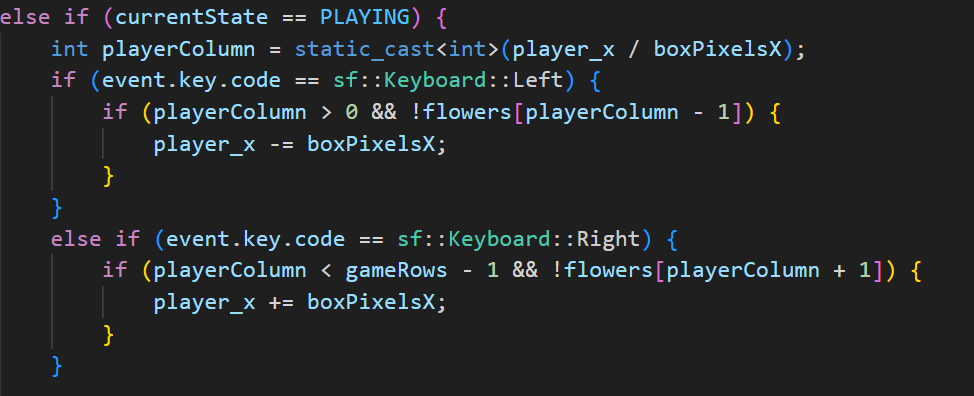 else if (currentState == PLAYING) {
    int playerColumn = static_cast<int>(player_x / boxPixelsX);
    if (event.key.code == sf::Keyboard::Left) {
        if (playerColumn > 0 && !flowers[playerColumn - 1]) {
            player_x -= boxPixelsX;
        }
    }
    else if (event.key.code == sf::Keyboard::Right) {
        if (playerColumn < gameRows - 1 && !flowers[playerColumn + 1]) {
            player_x += boxPixelsX;
        }
    }